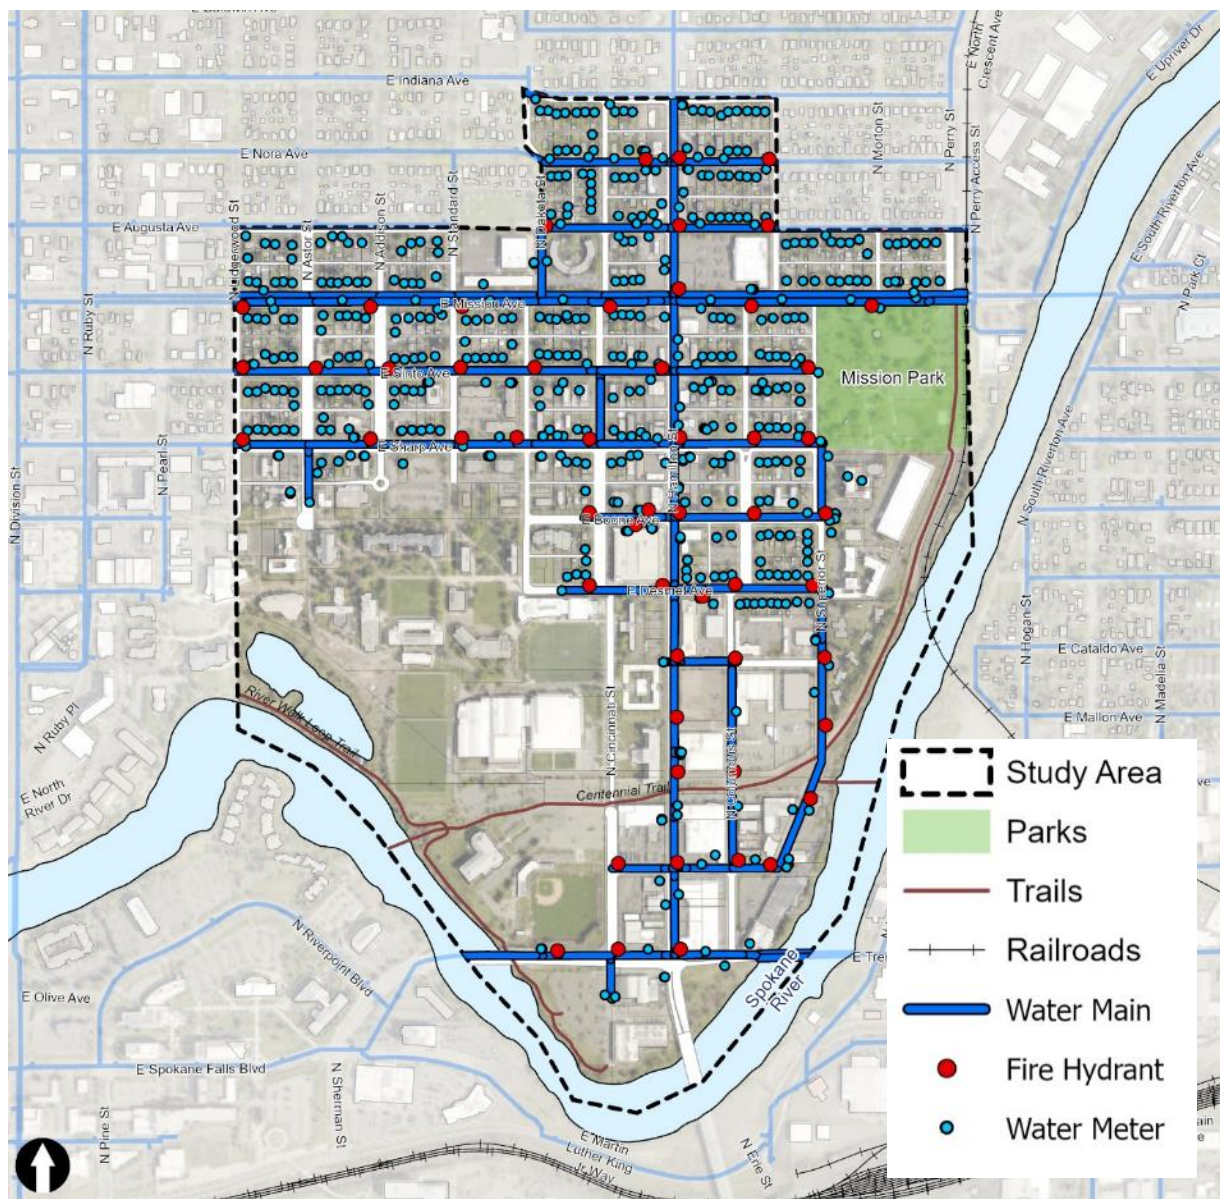 E Indiana Ave
E North
Crescent Ave
E Upriver Dr
E Nora Ave
N Morton St
N Perry St
N Perry Access St
E South Riverton Ave
N Park Ct
E Augusta Ave
N Lidgerwood St
N Astor St
N Addison St
N Standard St
N Dakota St
N Ruby St
E Mission Ave
E Sinto Ave
Mission Park
N Division St
N Pearl St
E Sharp Ave
N Hamilton St
N South Riverton Ave
E Boone Ave
E Desmet Ave
N Superior St
N Hogan St
E Cataldo Ave
N Madelia St
E Mallon Ave
N Ruby Pl
River Walk Loop Trail
N Cincinnati St
N Columbus St
Centennial Trail
E North
River Dr
N Riverpoint Blvd
E Olive Ave
Spokane
River
E Spokane Falls Blvd
N Sherman St
N Pine St
E Martin
Luther King
Jr Way
N Erie St
Study Area
Parks
Trails
Railroads
Water Main
Fire Hydrant
Water Meter